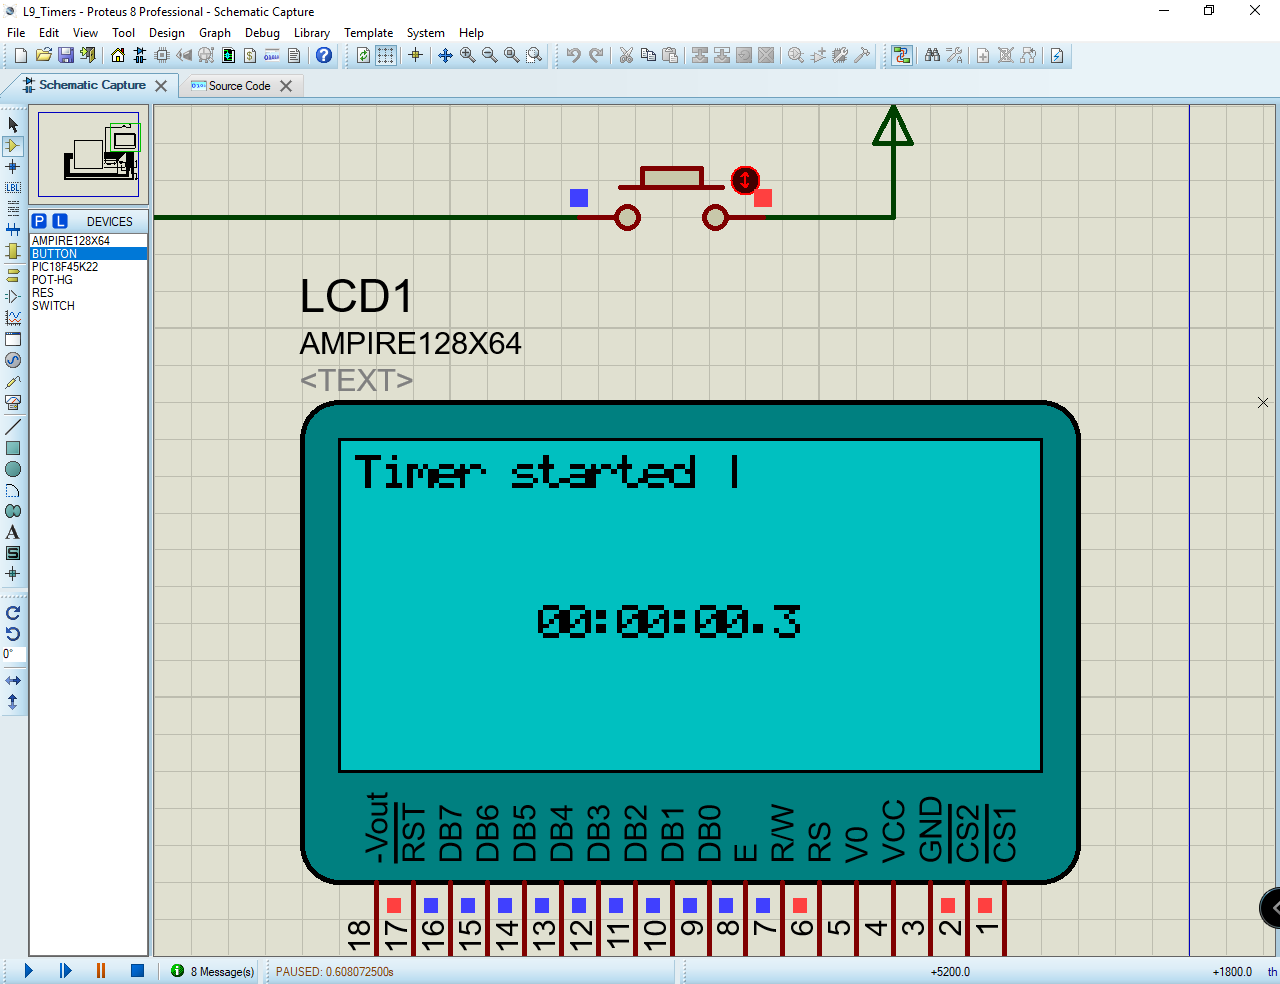 L9_Timers - Proteus 8 Professional - Schematic Capture
File Edit View Tool Design Graph Debug Library Template System Help
Schematic Capture
Source Code
P L DEVICES
AMPIRE128X64
BUTTON
PIC18F45K22
POT-HG
RES
SWITCH
LBL
A
S
0°
LCD1
AMPIRE128X64
<TEXT>
Timer started |
00:00:00.3
-Vout RST DB7 DB6 DB5 DB4 DB3 DB2 DB1 DB0 E R/W RS V0 VCC GND CS2 CS1
18 17 16 15 14 13 12 11 10 9 8 7 6 5 4 3 2 1
8 Message(s)
PAUSED: 0.608072500s
+5200.0
+1800.0
th